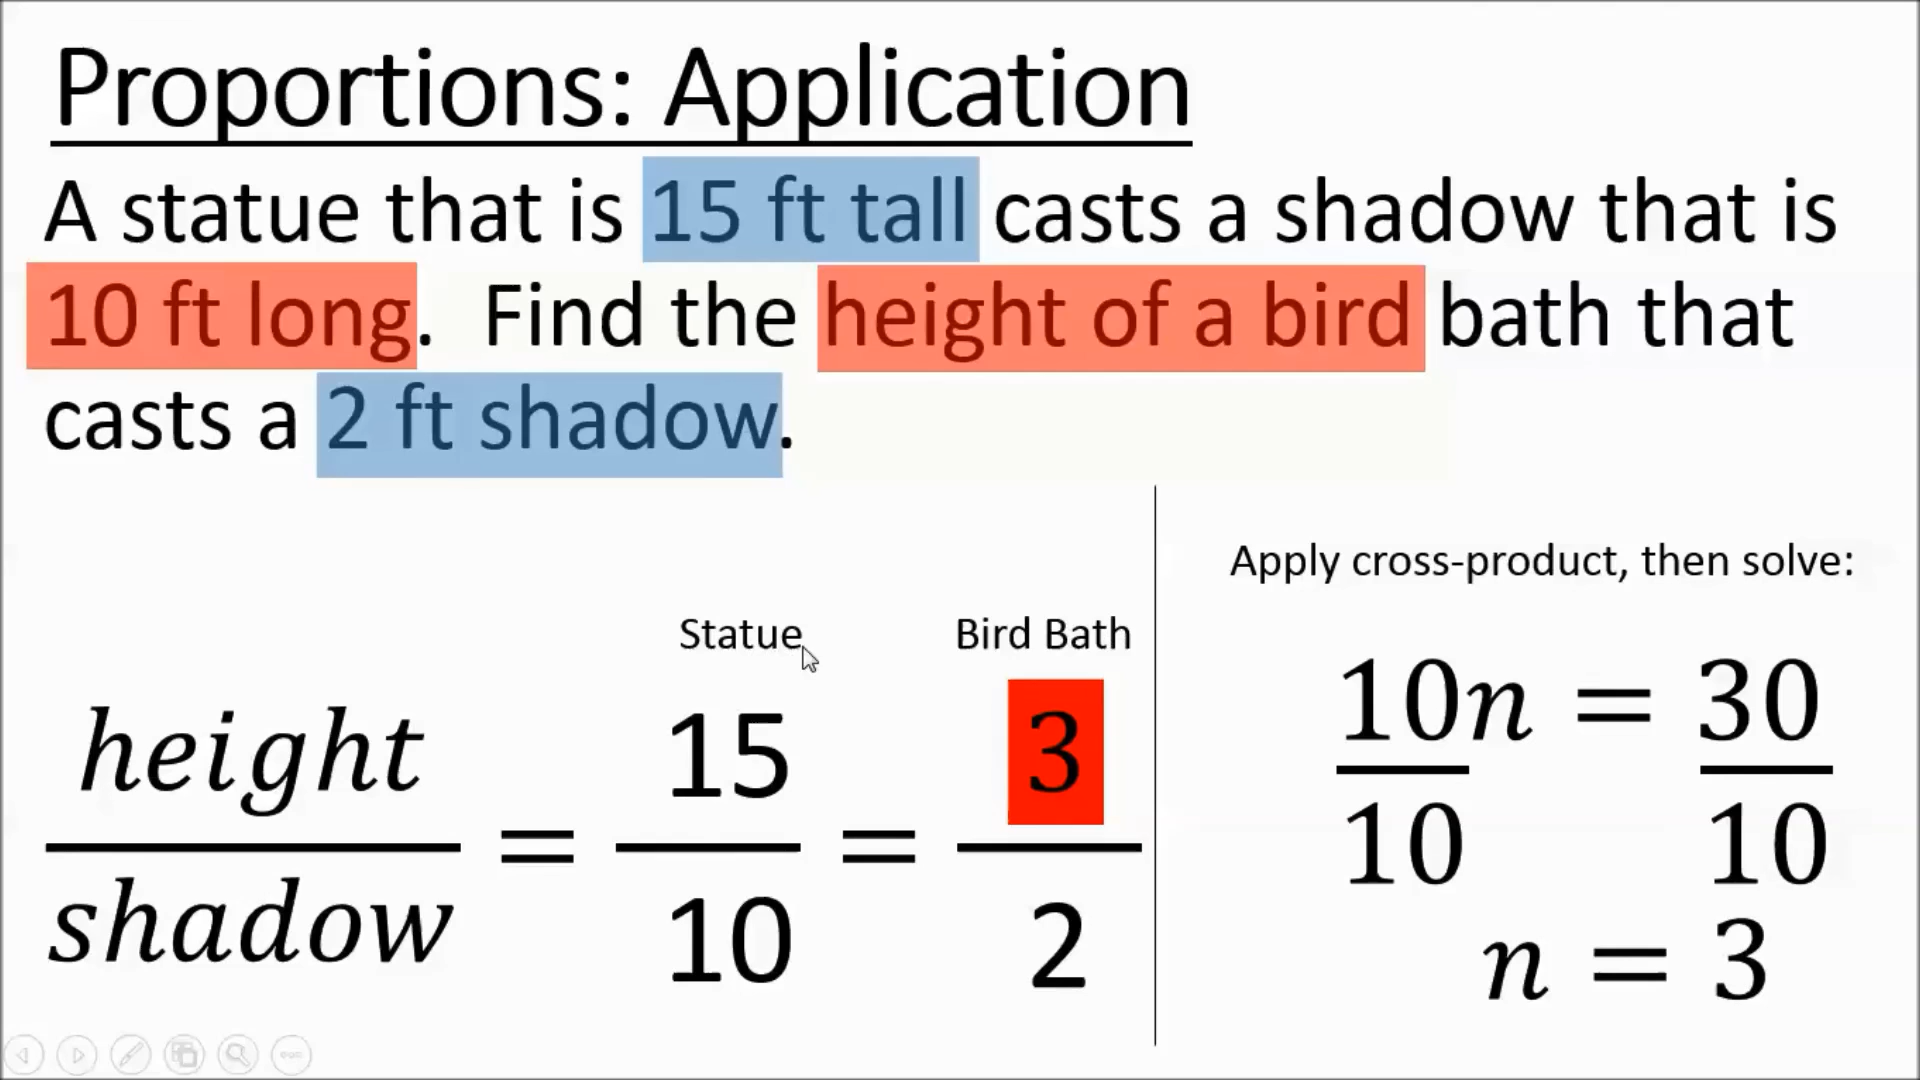 Proportions: Application
A statue that is 15 ft tall casts a shadow that is
10 ft long. Find the height of a bird bath that
casts a 2 ft shadow.
Statue
Bird Bath
height
shadow
=
15
10
=
3
2
Apply cross-product, then solve:
10n = 30
10 10
n = 3